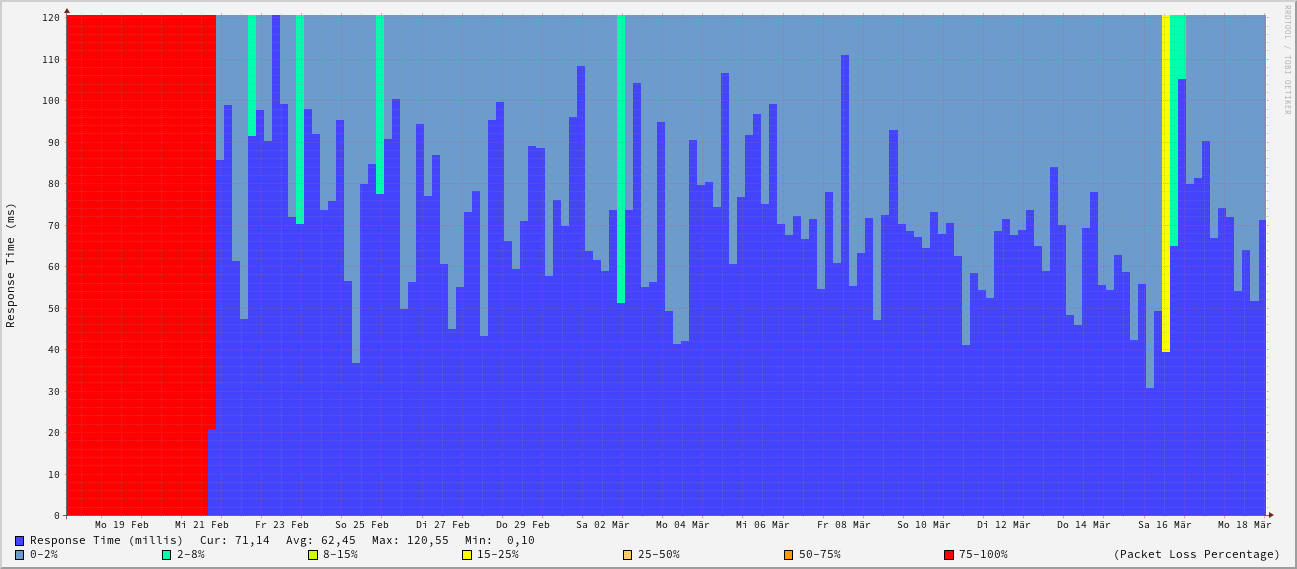 RRDTOOL / TOBI OETIKER
Response Time (ms)
120
110
100
90
80
70
60
50
40
30
20
10
0
Mo 19 Feb Mi 21 Feb Fr 23 Feb So 25 Feb Di 27 Feb Do 29 Feb Sa 02 Mär Mo 04 Mär Mi 06 Mär Fr 08 Mär So 10 Mär Di 12 Mär Do 14 Mär Sa 16 Mär Mo 18 Mär
Response Time (millis) Cur: 71,14 Avg: 62,45 Max: 120,55 Min: 0,10
0-2% 2-8% 8-15% 15-25% 25-50% 50-75% 75-100% (Packet Loss Percentage)